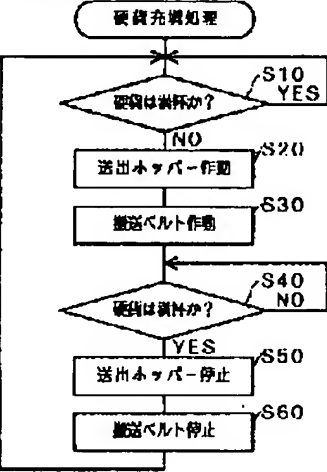 硬貨充填処理
S10
硬貨は満杯か?
YES
NO
S20
送出ホッパー作動
S30
搬送ベルト作動
S40
硬貨は満杯か?
NO
YES
S50
送出ホッパー停止
S60
搬送ベルト停止